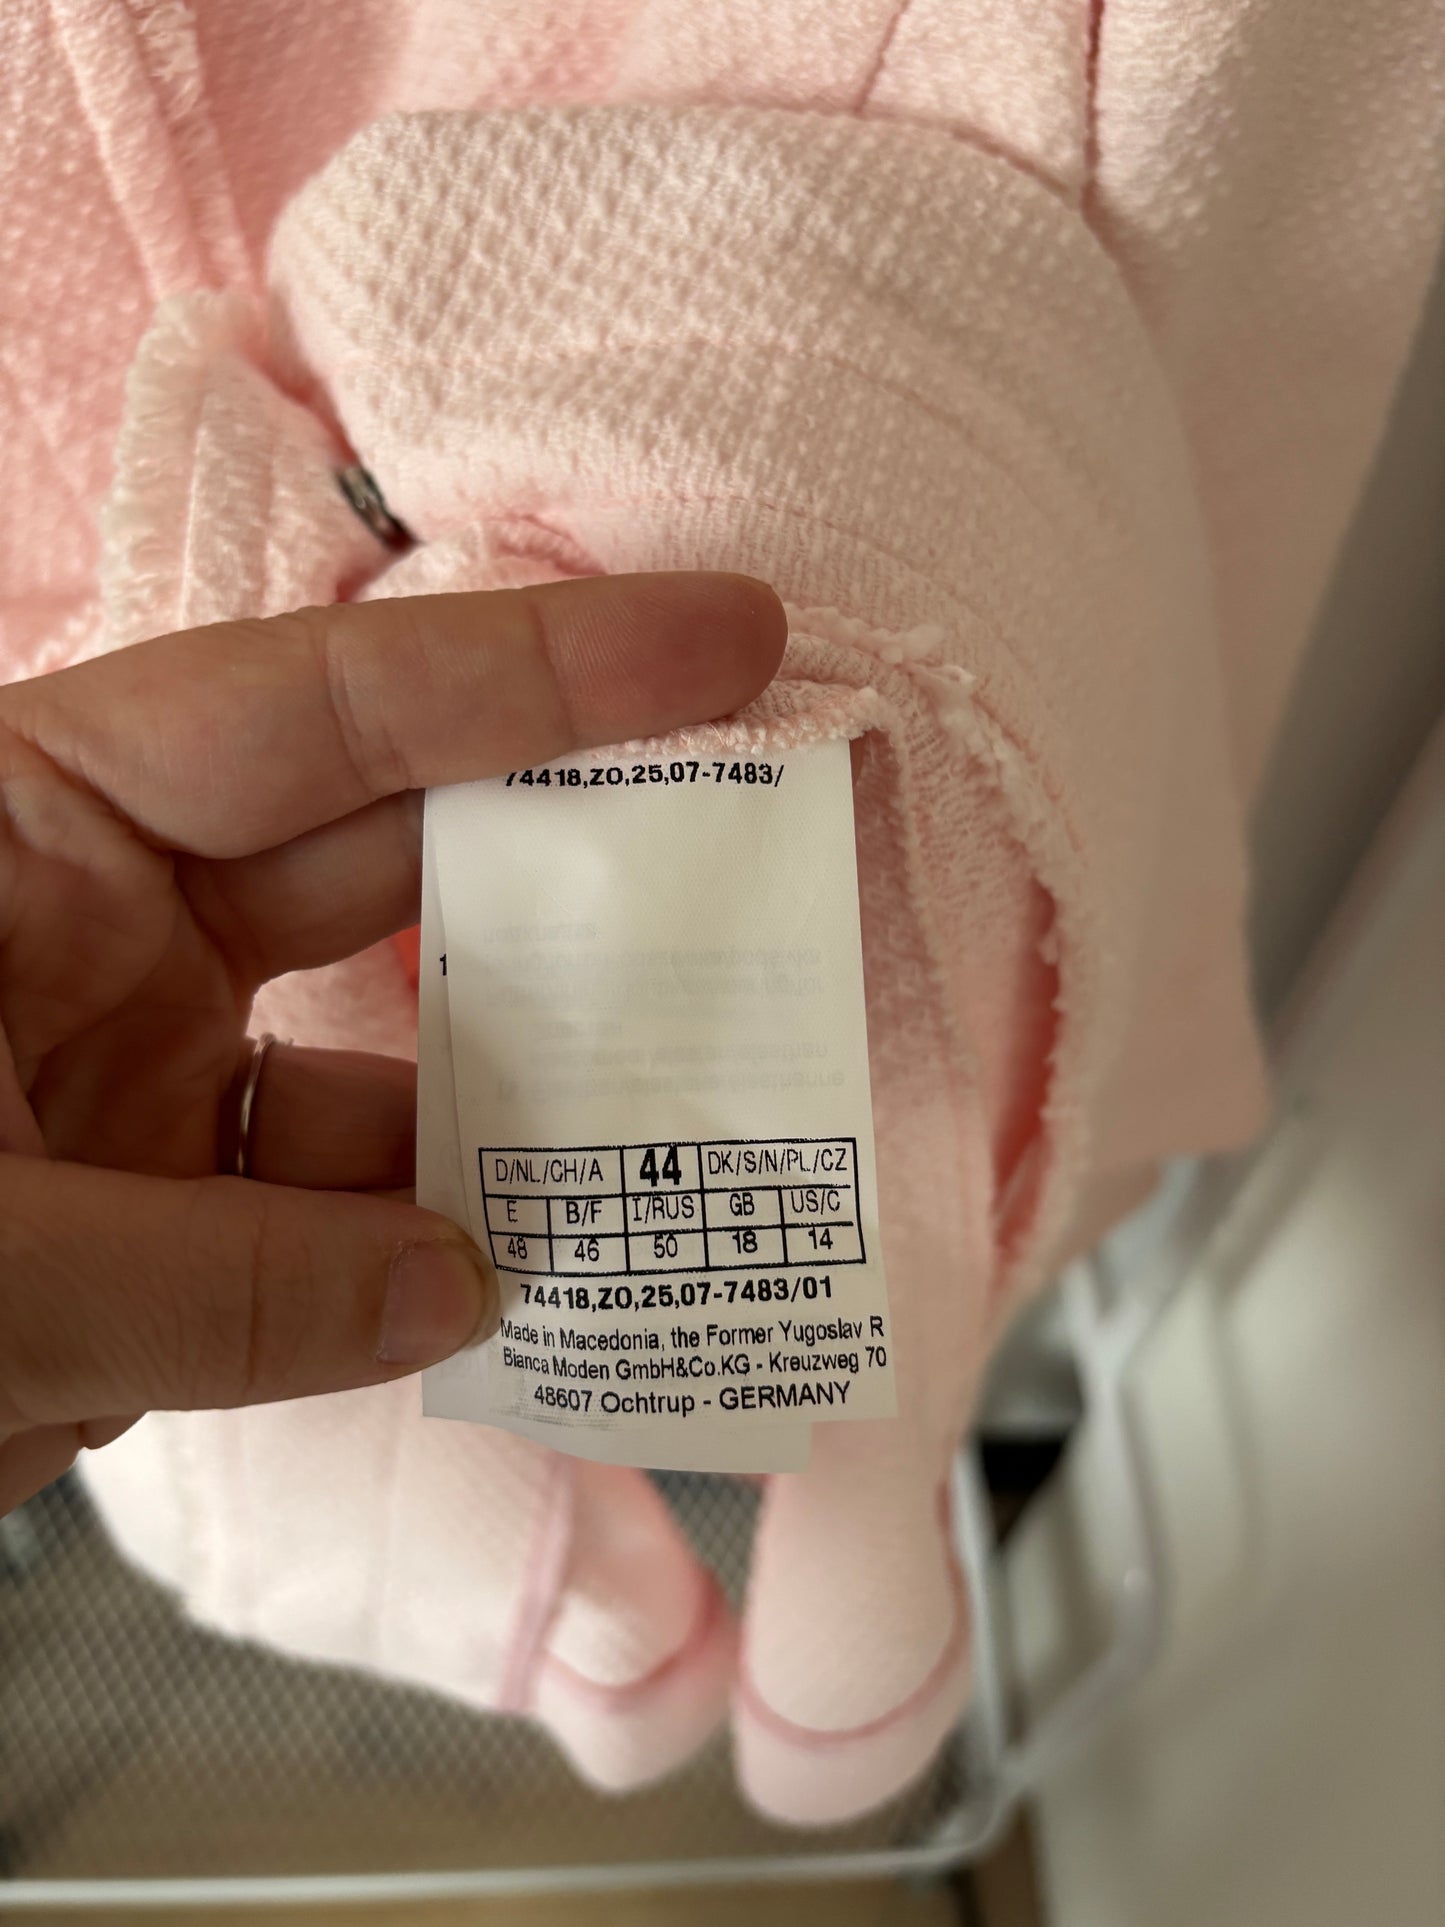 74418,ZO,25,07-7483/
1
D/NL/CH/A 44 DK/S/N/PL/CZ
E B/F I/RUS GB US/C
48 46 50 18 14
74418,ZO,25,07-7483/01
Made in Macedonia, the Former Yugoslav R
Bianca Moden GmbH&Co.KG - Kreuzweg 70
48607 Ochtrup - GERMANY